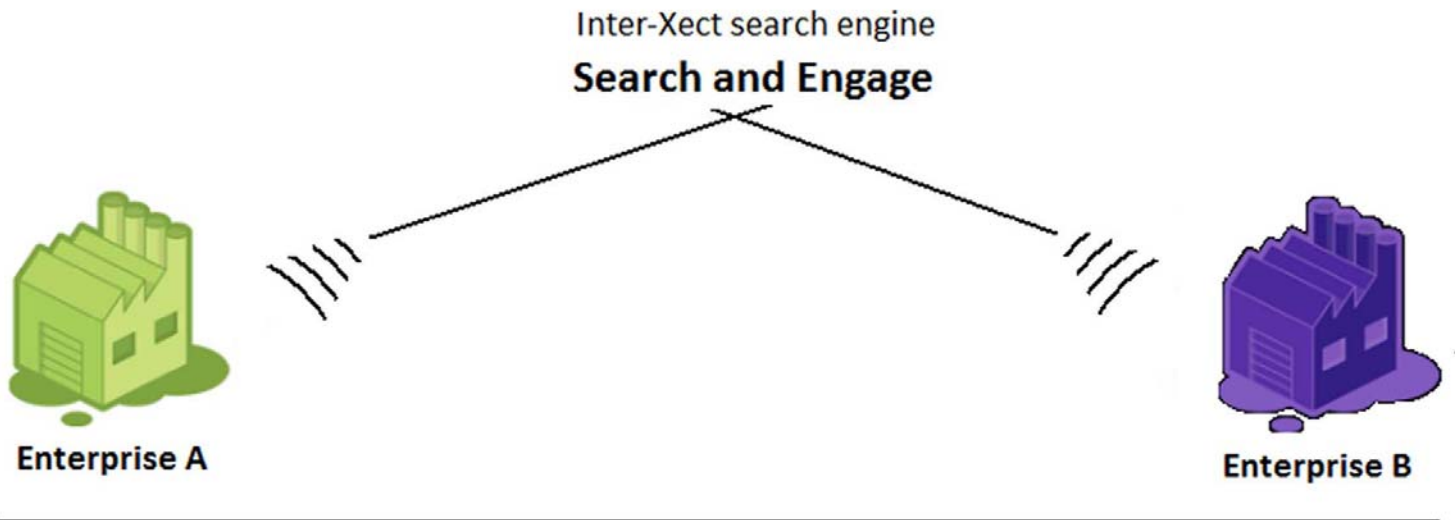 Inter-Xect search engine
Search and Engage
Enterprise A
Enterprise B